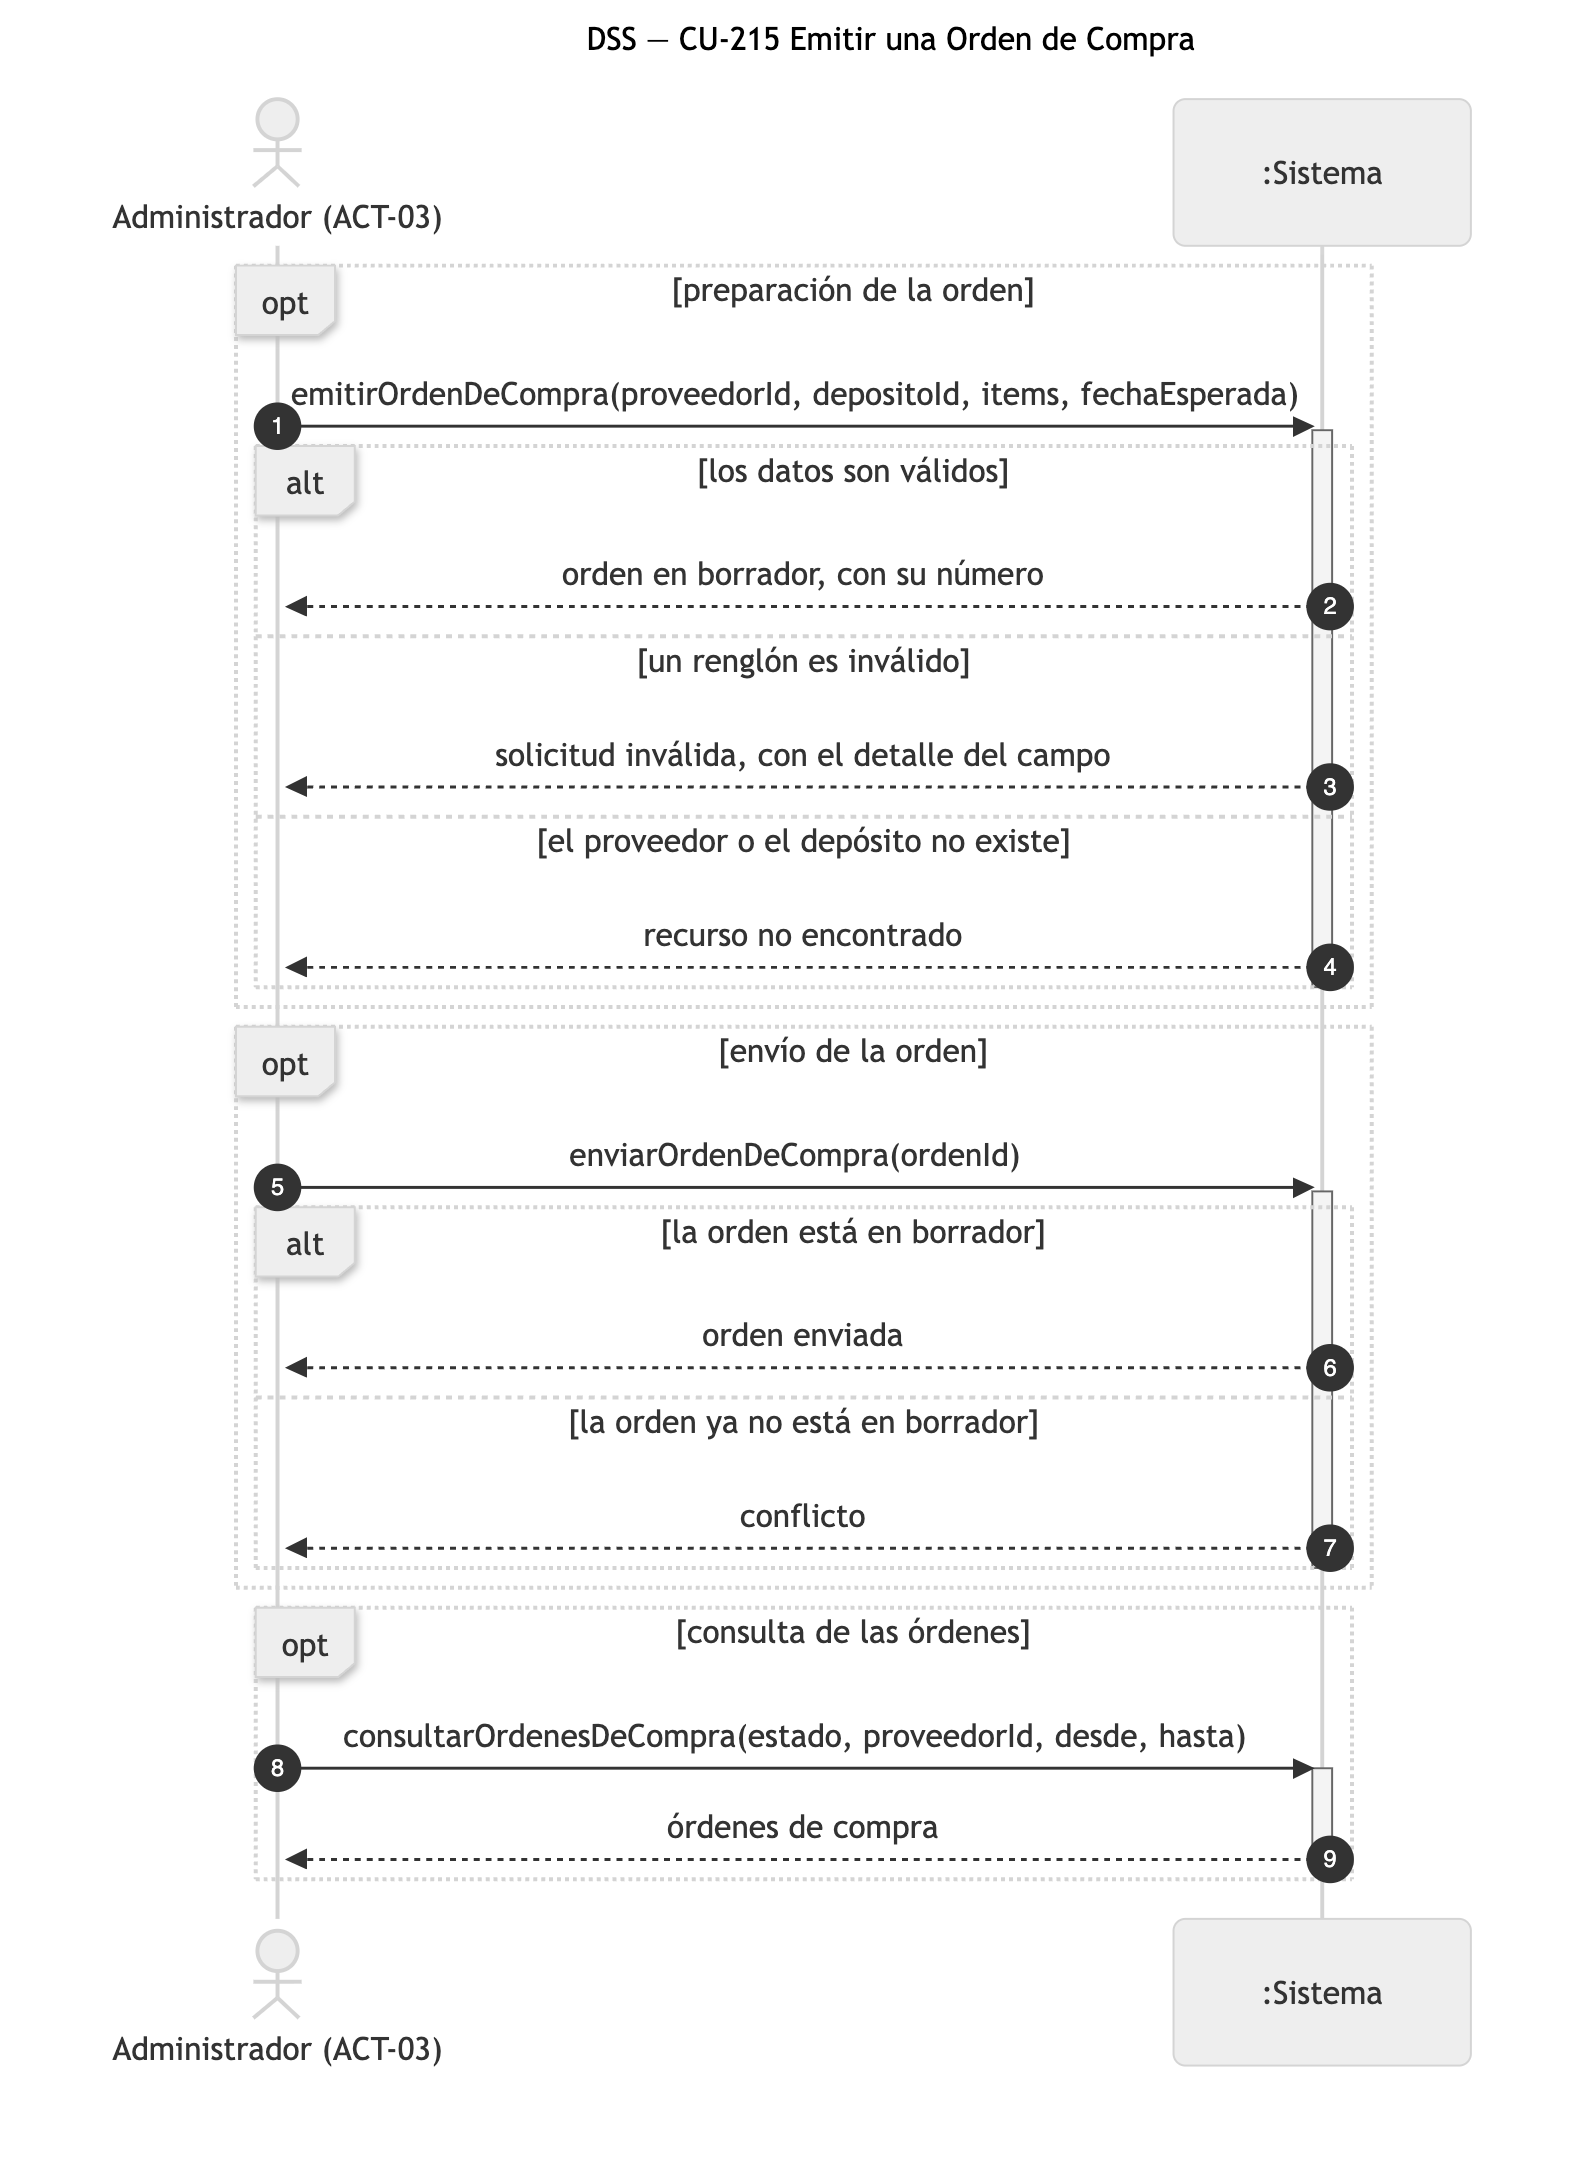 DSS — CU-215 Emitir una Orden de Compra
Administrador (ACT-03)
:Sistema
opt
[preparación de la orden]
emitirOrdenDeCompra(proveedorId, depositoId, items, fechaEsperada)
1
alt
[los datos son válidos]
orden en borrador, con su número
2
[un renglón es inválido]
solicitud inválida, con el detalle del campo
3
[el proveedor o el depósito no existe]
recurso no encontrado
4
opt
[envío de la orden]
enviarOrdenDeCompra(ordenId)
5
alt
[la orden está en borrador]
orden enviada
6
[la orden ya no está en borrador]
conflicto
7
opt
[consulta de las órdenes]
consultarOrdenesDeCompra(estado, proveedorId, desde, hasta)
8
órdenes de compra
9
Administrador (ACT-03)
:Sistema